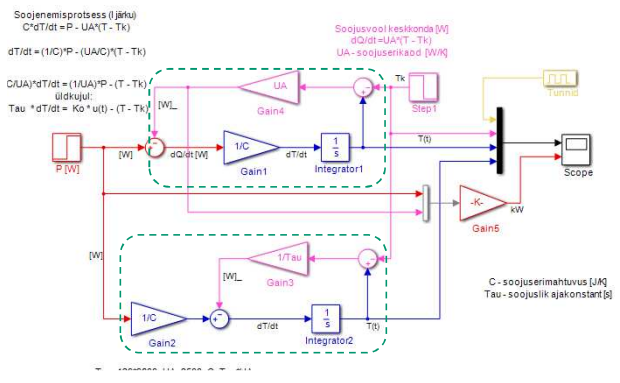 Soojenemisprotsess (I järku)
C*dT/dt = P - UA*(T - Tk)
dT/dt = (1/C)*P - (UA/C)*(T - Tk)
C/UA)*dT/dt = (1/UA)*P - (T - Tk)
üldkujul:
Tau *dT/dt = Ko * u(t) - (T - Tk)
Soojusvool keskkonda [W]
dQ/dt=UA*(T - Tk)
UA - soojuserikaod [W/K]
UA
Gain4
Tk
Step1
Tunnid
[W]_
P [W]
[W]
dQ/dt [W]
1/C
Gain1
dT/dt
1
s
Integrator1
T(t)
Scope
-K-
Gain5
kW
[W]
[W]_
1/Tau
Gain3
1/C
Gain2
dT/dt
1
s
Integrator2
T(t)
C - soojuserimahtuvus [J/K]
Tau - soojuslik ajakonstant [s]